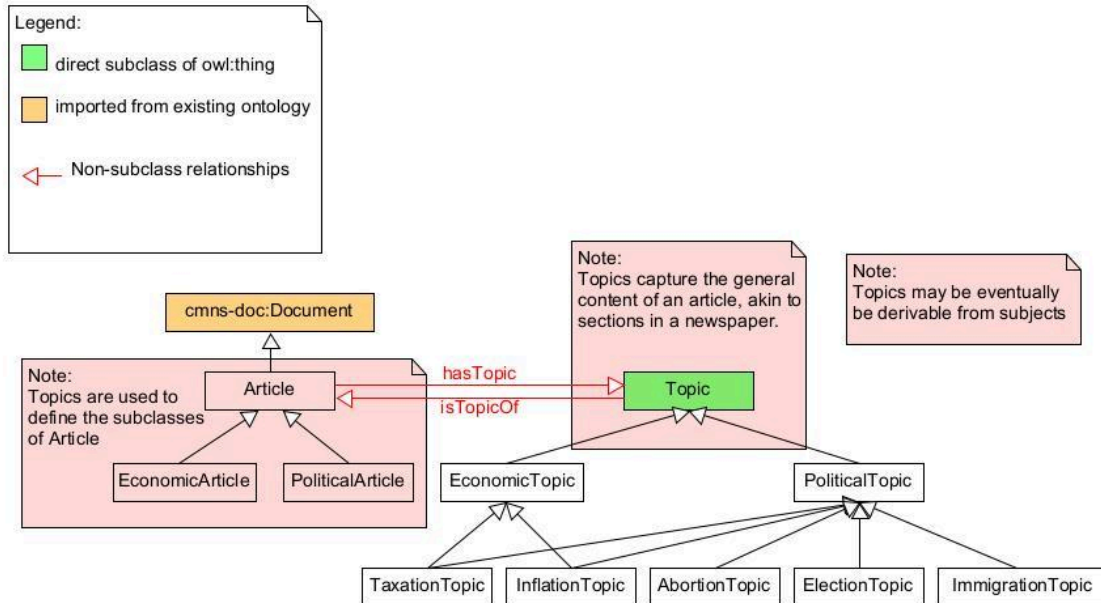 Legend:
direct subclass of owl:thing
imported from existing ontology
Non-subclass relationships
Note:
Topics capture the general
content of an article, akin to
sections in a newspaper.
Note:
Topics may be eventually
be derivable from subjects
cmns-doc:Document
Note:
Topics are used to
define the subclasses
of Article
Article
hasTopic
isTopicOf
Topic
EconomicArticle
PoliticalArticle
EconomicTopic
PoliticalTopic
TaxationTopic
InflationTopic
AbortionTopic
ElectionTopic
ImmigrationTopic